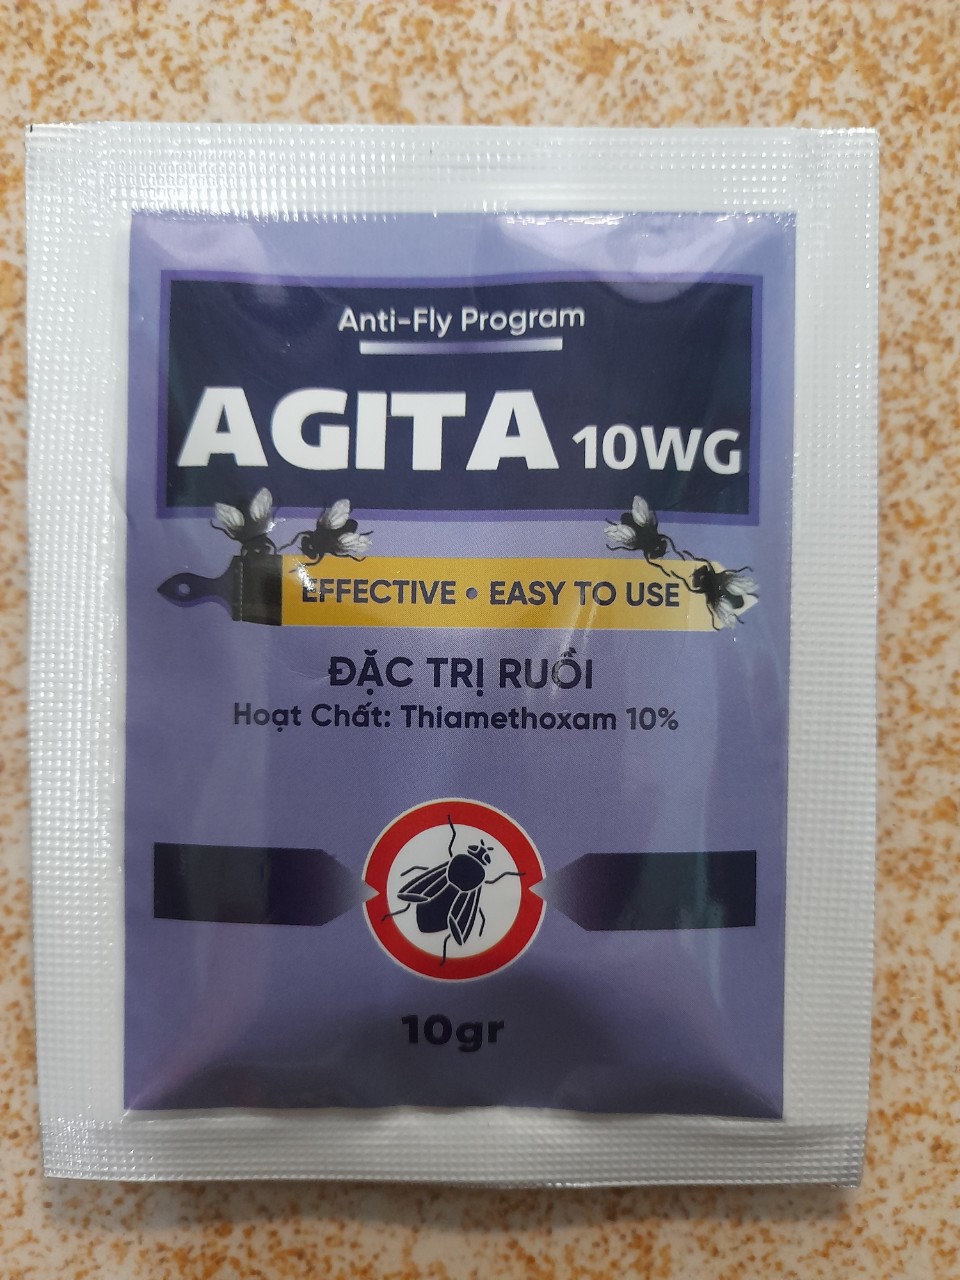 Anti-Fly Program
AGITA 10WG
EFFECTIVE • EASY TO USE
ĐẶC TRỊ RUỒI
Hoạt Chất: Thiamethoxam 10%
10gr